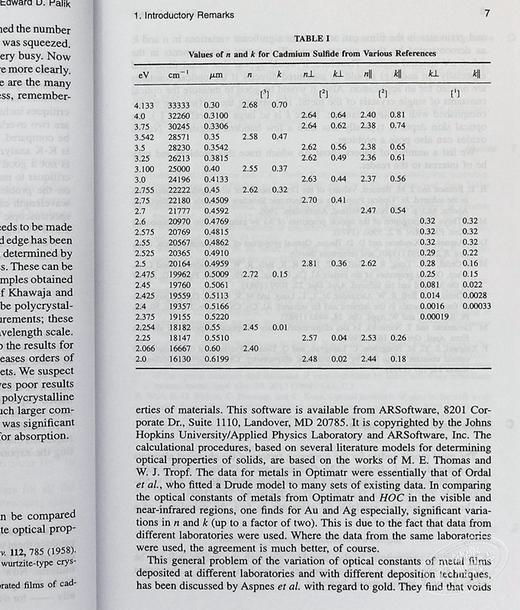 Edward D. Palik
ned the number
was squeezed.
ery busy. Now
e more clearly.
e are the many
ss, remember-
eeds to be made
d edge has been
determined by
s. These can be
mples obtained
f Khawaja and
be polycrystal-
urements; these
velength scale.
o the results for
eases orders of
ets. We suspect
ves poor results
polycrystalline
uch larger com-
was significant
for absorption.
n be compared
te optical prop-
v. 112, 785 (1958).
wurtzite-type crys-
rated films of cad-
1. Introductory Remarks 7
TABLE I
Values of n and k for Cadmium Sulfide from Various References
eV cm⁻¹ μm n k n⊥ k⊥ n∥ k∥ k⊥ k∥
[³] [²] [²] [¹]
4.133 33333 0.30 2.68 0.70
4.0 32260 0.3100 2.64 0.64 2.40 0.81
3.75 30245 0.3306 2.64 0.62 2.38 0.74
3.542 28571 0.35 2.58 0.47
3.5 28230 0.3542 2.62 0.56 2.38 0.65
3.25 26213 0.3815 2.62 0.49 2.36 0.61
3.100 25000 0.40 2.55 0.37
3.0 24196 0.4133 2.63 0.44 2.37 0.56
2.755 22222 0.45 2.62 0.32
2.75 22180 0.4509 2.70 0.41
2.7 21777 0.4592 2.47 0.54
2.6 20970 0.4769 0.32 0.32
2.575 20769 0.4815 0.32 0.32
2.55 20567 0.4862 0.32 0.32
2.525 20365 0.4910 0.29 0.22
2.5 20164 0.4959 2.81 0.36 2.62 0.28 0.16
2.475 19962 0.5009 2.72 0.15 0.25 0.15
2.45 19760 0.5061 0.081 0.022
2.425 19559 0.5113 0.014 0.0028
2.4 19357 0.5166 0.0016 0.00033
2.375 19155 0.5220 0.00019
2.254 18182 0.55 2.45 0.01
2.25 18147 0.5510 2.57 0.04 2.53 0.26
2.066 16667 0.60 2.40
2.0 16130 0.6199 2.48 0.02 2.44 0.18
erties of materials. This software is available from ARSoftware, 8201 Cor-
porate Dr., Suite 1110, Landover, MD 20785. It is copyrighted by the Johns
Hopkins University/Applied Physics Laboratory and ARSoftware, Inc. The
calculational procedures, based on several literature models for determining
optical properties of solids, are based on the works of M. E. Thomas and
W. J. Tropf. The data for metals in Optimatr were essentially that of Ordal
et al., who fitted a Drude model to many sets of existing data. In comparing
the optical constants of metals from Optimatr and HOC in the visible and
near-infrared regions, one finds for Au and Ag especially, significant varia-
tions in n and k (up to a factor of two). This is due to the fact that data from
different laboratories were used. Where the data from the same laboratories
were used, the agreement is much better, of course.
This general problem of the variation of optical constants of metal films
deposited at different laboratories and with different deposition techniques,
has been discussed by Aspnes et al. with regard to gold. They find that voids